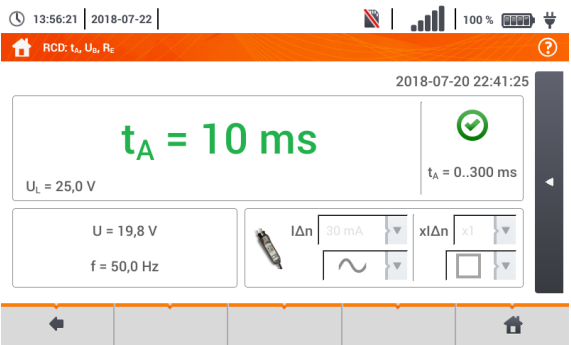 13:56:21 2018-07-22 100 %
RCD: tA, UB, RE ?
2018-07-20 22:41:25
tA = 10 ms
tA = 0..300 ms
UL = 25,0 V
U = 19,8 V
f = 50,0 Hz
IΔn 30 mA xIΔn x1